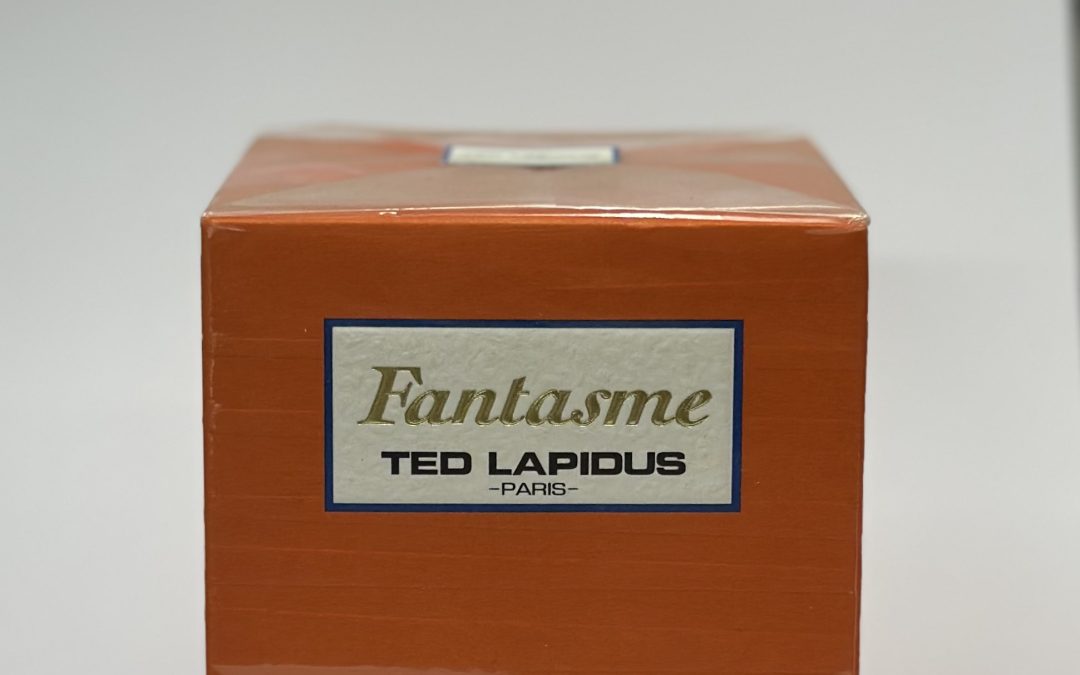 Fantasme
TED LAPIDUS
-PARIS-